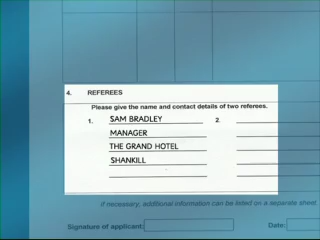 4. REFEREES
Please give the name and contact details of two referees.
1. SAM BRADLEY 2.
MANAGER
THE GRAND HOTEL
SHANKILL
If necessary, additional information can be listed on a separate sheet
Signature of applicant: Date: